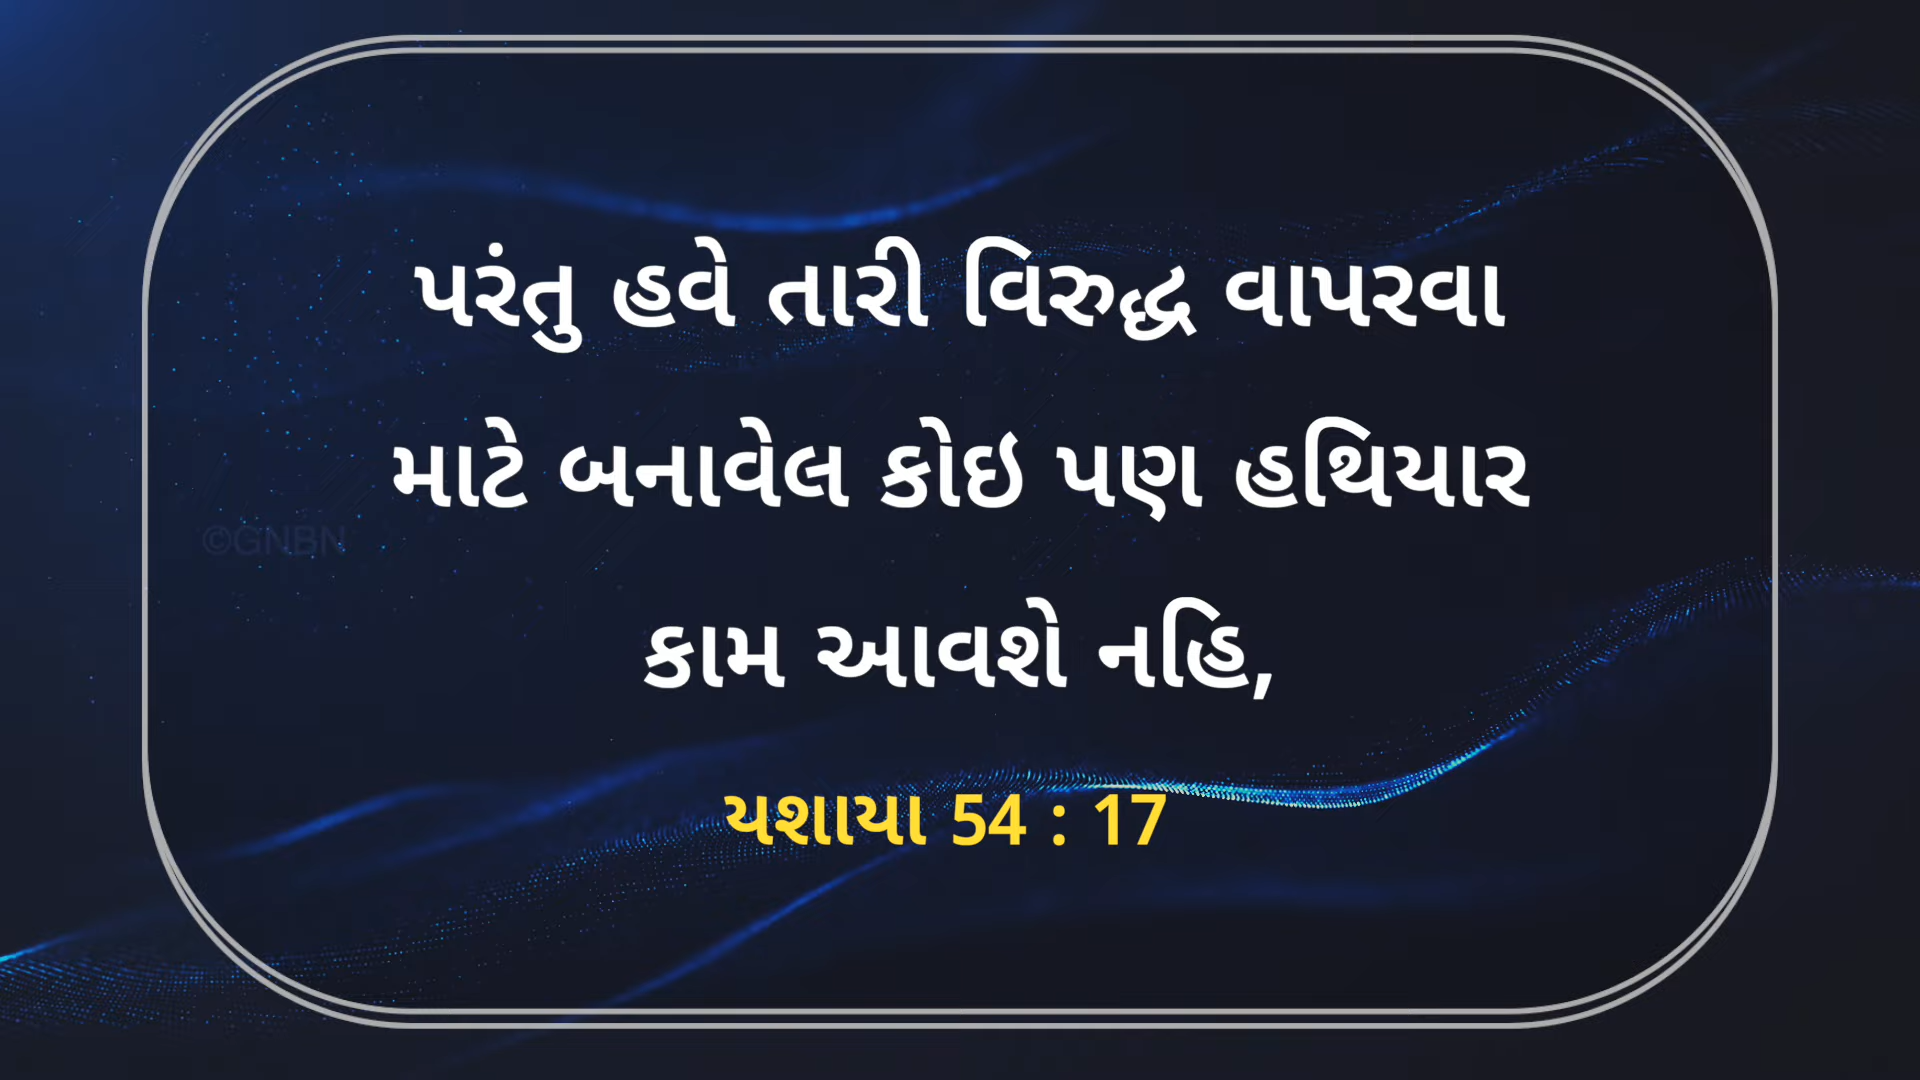 પરંતુ હવે તારી વિરુદ્ધ વાપરવા
માટે બનાવેલ કોઇ પણ હથિયાર
©GNBN
કામ આવશે નહિ,
યશાયા 54 : 17